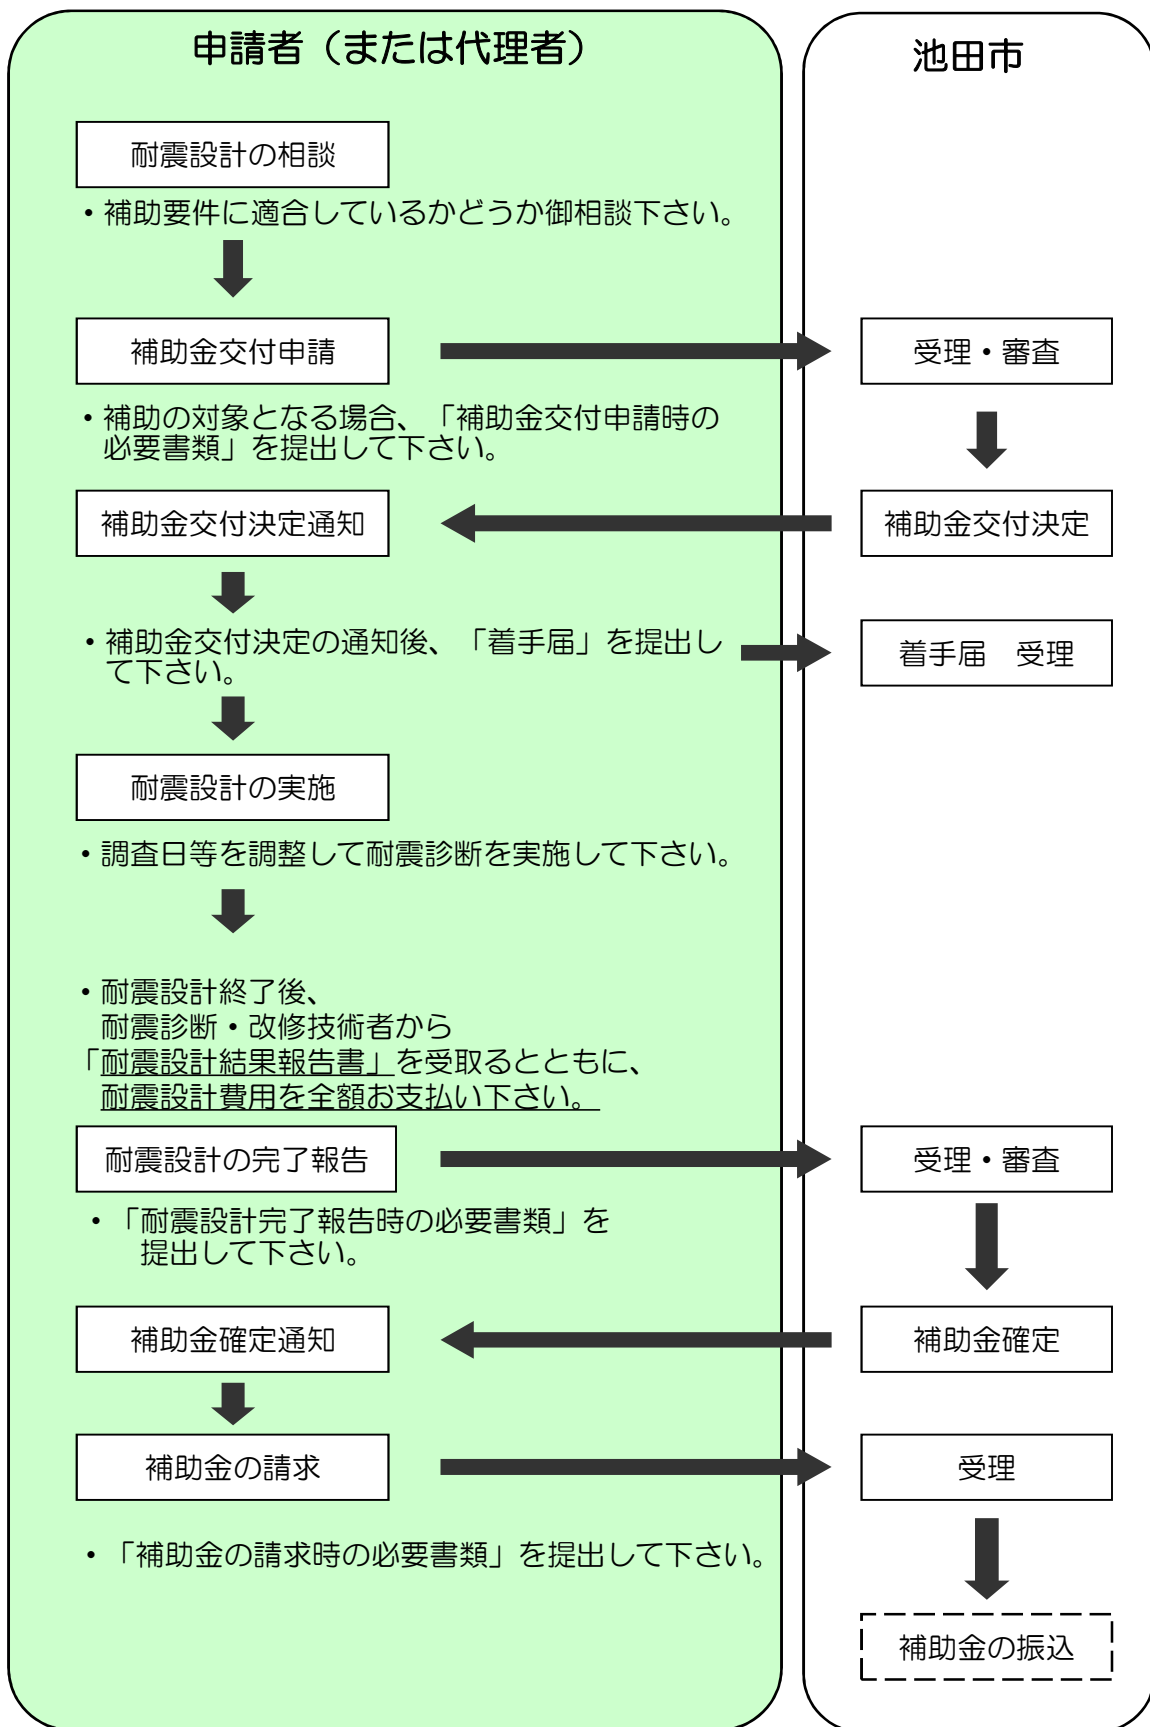 申請者（または代理者）
池田市
耐震設計の相談
・補助要件に適合しているかどうか御相談下さい。
補助金交付申請
受理・審査
・補助の対象となる場合、「補助金交付申請時の
必要書類」を提出して下さい。
補助金交付決定通知
補助金交付決定
・補助金交付決定の通知後、「着手届」を提出し
て下さい。
着手届　受理
耐震設計の実施
・調査日等を調整して耐震診断を実施して下さい。
・耐震設計終了後、
耐震診断・改修技術者から
「耐震設計結果報告書」を受取るとともに、
耐震設計費用を全額お支払い下さい。
耐震設計の完了報告
受理・審査
・「耐震設計完了報告時の必要書類」を
提出して下さい。
補助金確定通知
補助金確定
補助金の請求
受理
・「補助金の請求時の必要書類」を提出して下さい。
補助金の振込